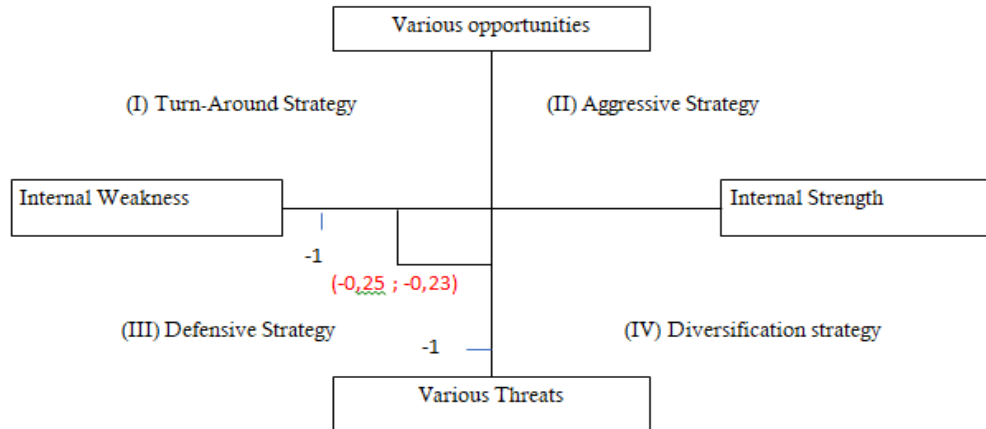 Various opportunities
(I) Turn-Around Strategy
(II) Aggressive Strategy
Internal Weakness
Internal Strength
-1
(-0,25 ; -0,23)
(III) Defensive Strategy
(IV) Diversification strategy
-1
Various Threats